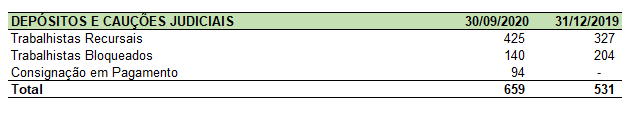 DEPÓSITOS E CAUÇÕES JUDICIAIS 30/09/2020 31/12/2019
Trabalhistas Recursais 425 327
Trabalhistas Bloqueados 140 204
Consignação em Pagamento 94 -
Total 659 531